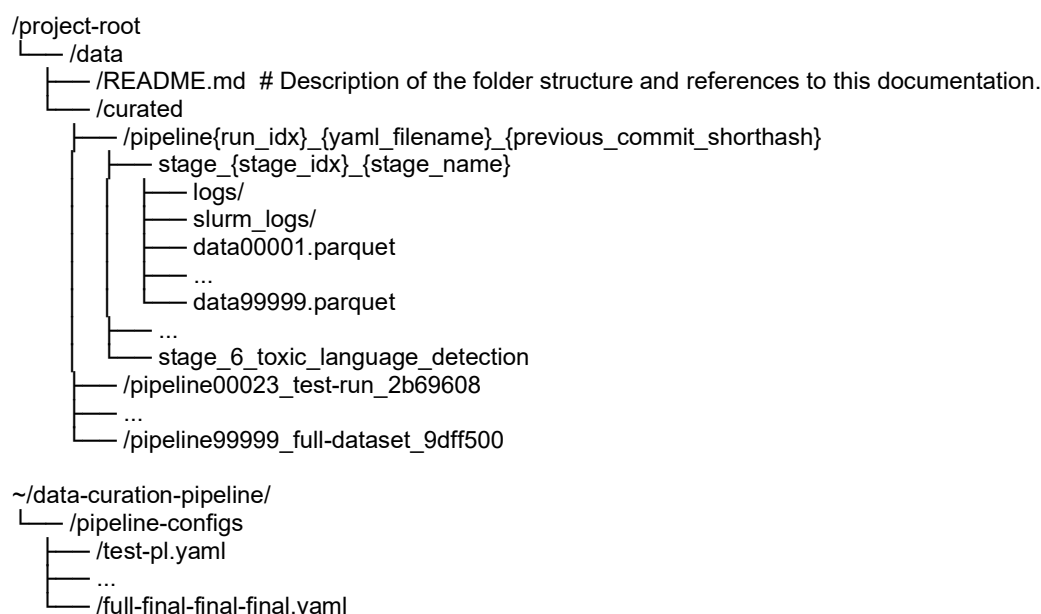 /project-root
└── /data
    ├── /README.md  # Description of the folder structure and references to this documentation.
    └── /curated
        ├── /pipeline{run_idx}_{yaml_filename}_{previous_commit_shorthash}
        │   ├── stage_{stage_idx}_{stage_name}
        │   │   ├── logs/
        │   │   ├── slurm_logs/
        │   │   ├── data00001.parquet
        │   │   ├── ...
        │   │   └── data99999.parquet
        │   ├── ...
        │   └── stage_6_toxic_language_detection
        ├── /pipeline00023_test-run_2b69608
        ├── ...
        └── /pipeline99999_full-dataset_9dff500
~/data-curation-pipeline/
└── /pipeline-configs
    ├── /test-pl.yaml
    ├── ...
    └── /full-final-final-final.yaml